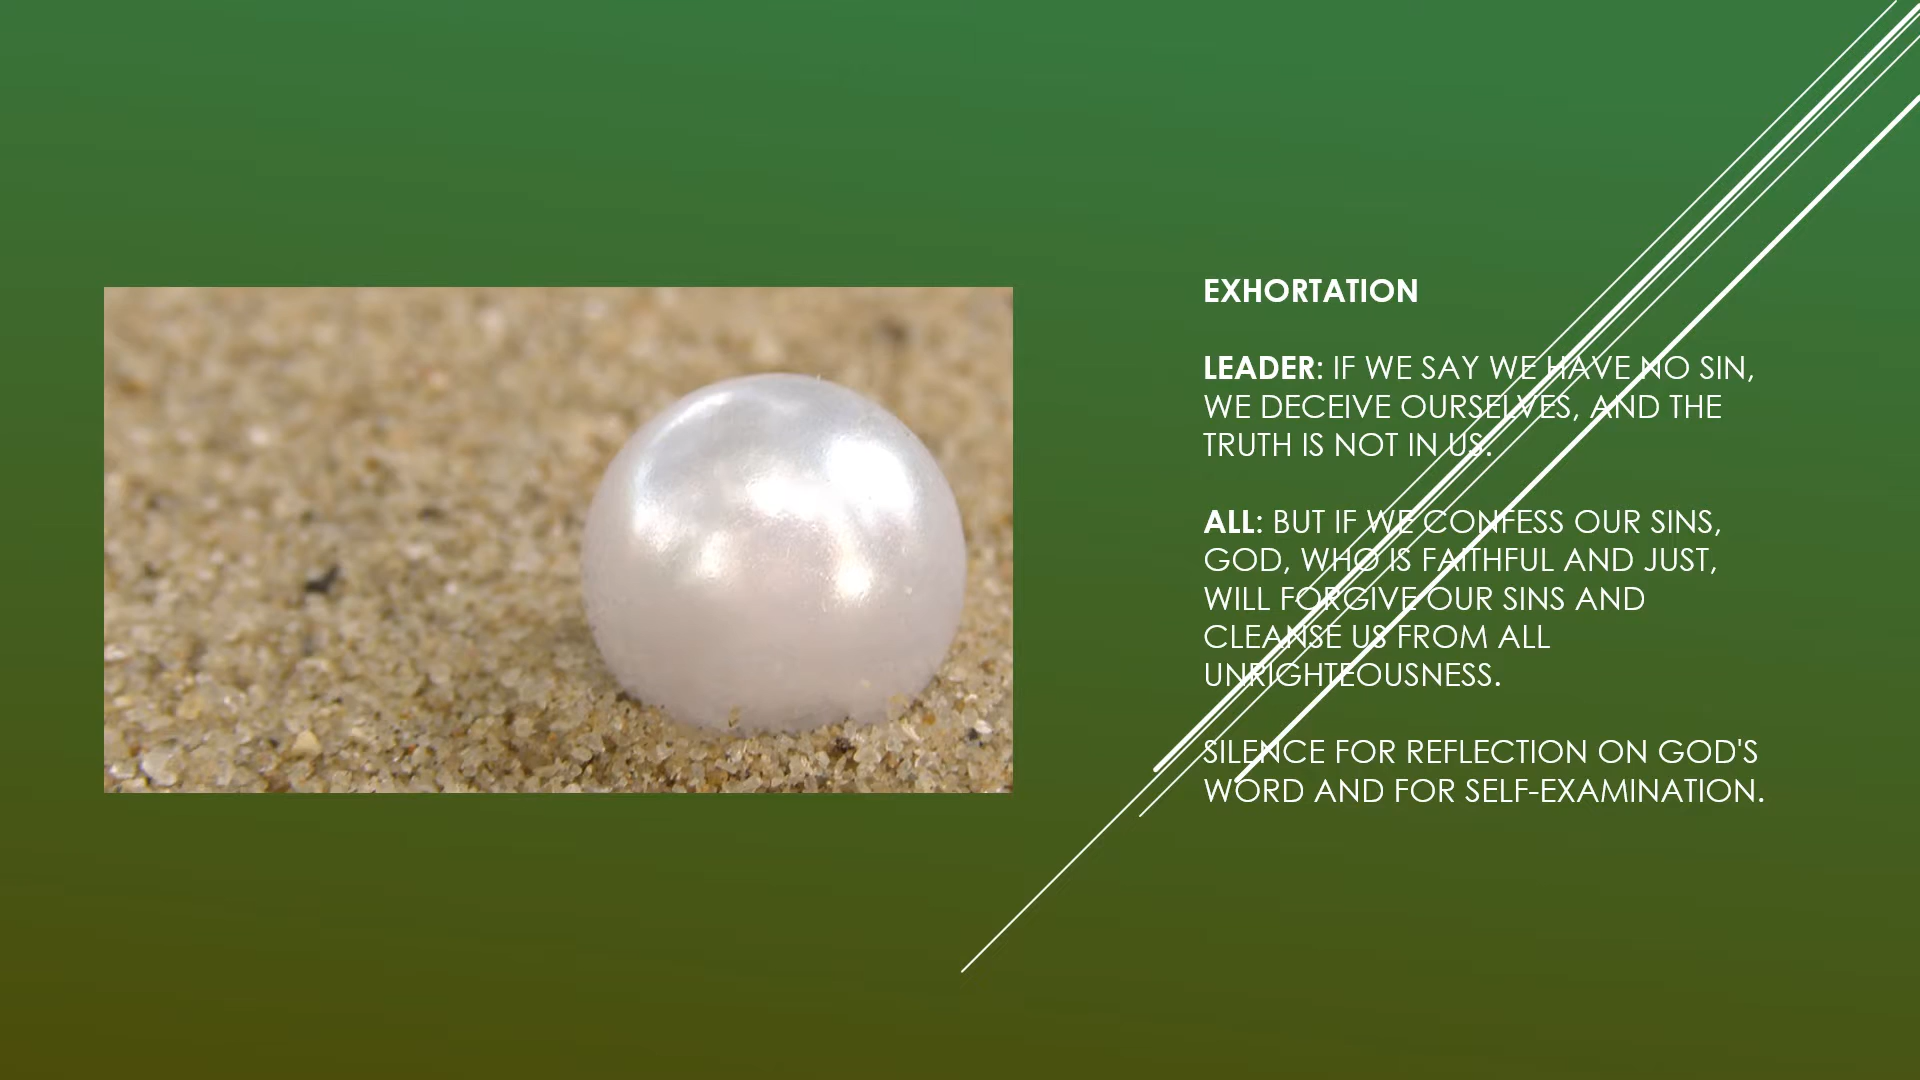 EXHORTATION
LEADER: IF WE SAY WE HAVE NO SIN,
WE DECEIVE OURSELVES, AND THE
TRUTH IS NOT IN US.
ALL: BUT IF WE CONFESS OUR SINS,
GOD, WHO IS FAITHFUL AND JUST,
WILL FORGIVE OUR SINS AND
CLEANSE US FROM ALL
UNRIGHTEOUSNESS.
SILENCE FOR REFLECTION ON GOD'S
WORD AND FOR SELF-EXAMINATION.